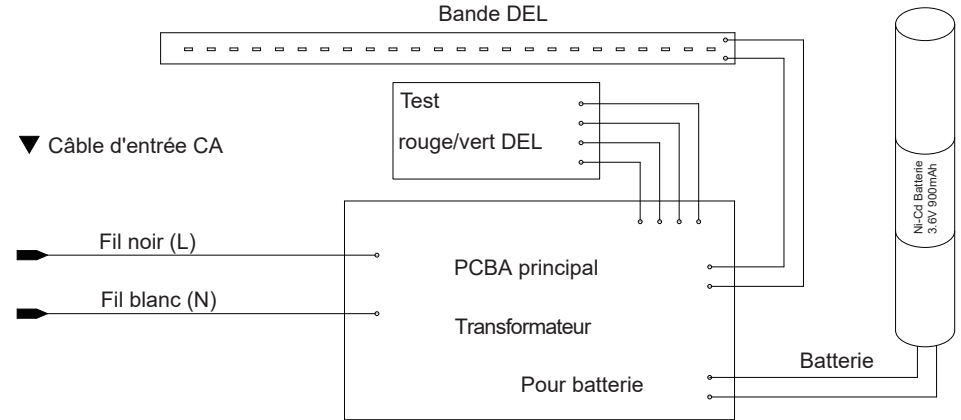 Bande DEL
Test
rouge/vert DEL
Câble d'entrée CA
Ni-Cd Batterie
3.6V 900mAh
Fil noir (L)
PCBA principal
Fil blanc (N)
Transformateur
Batterie
Pour batterie